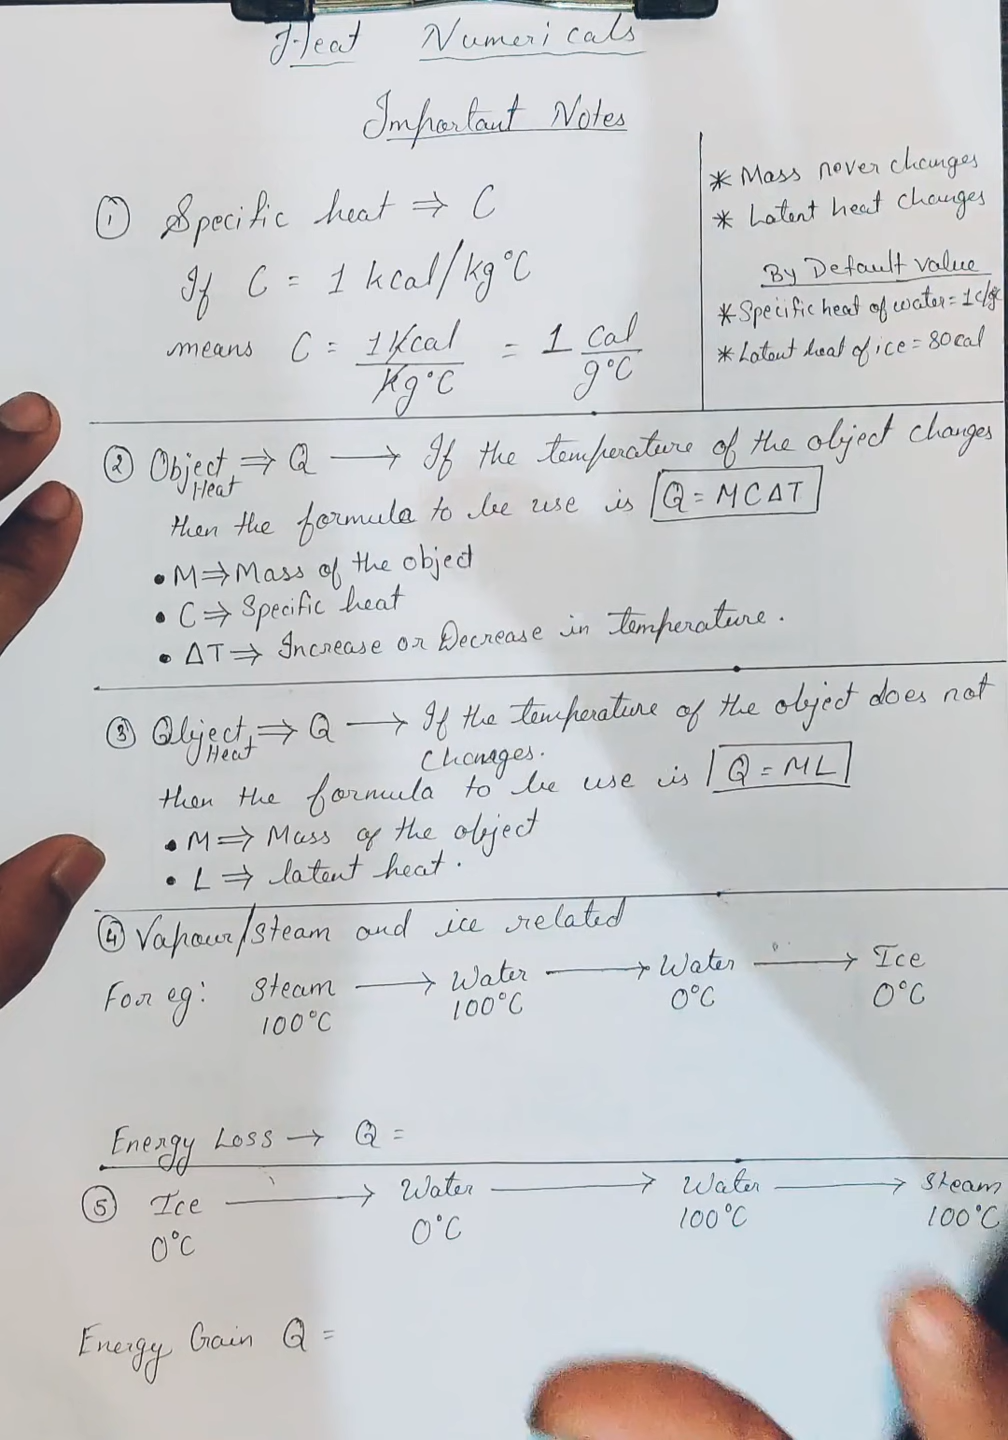 Heat Numericals
Important Notes
① Specific heat ⇒ C
If C = 1 kcal/kg°C
means C = 1Kcal/Kg°C = 1 Cal/g°C
* Mass never changes
* Latent heat changes
By Default value
* Specific heat of water = 1
* Latent heat of ice = 80 cal
② Object Heat ⇒ Q → If the temperature of the object changes
then the formula to be use is Q = MCΔT
• M ⇒ Mass of the object
• C ⇒ Specific heat
• ΔT ⇒ Increase or Decrease in temperature.
③ Object Heat ⇒ Q → If the temperature of the object does not
changes.
then the formula to be use is Q = ML
• M ⇒ Mass of the object
• L ⇒ latent heat.
④ Vapour/steam and ice related
For eg: Steam → Water → Water → Ice
100°C 100°C 0°C 0°C
Energy Loss → Q =
⑤ Ice → Water → Water → Steam
0°C 0°C 100°C 100°C
Energy Gain Q =